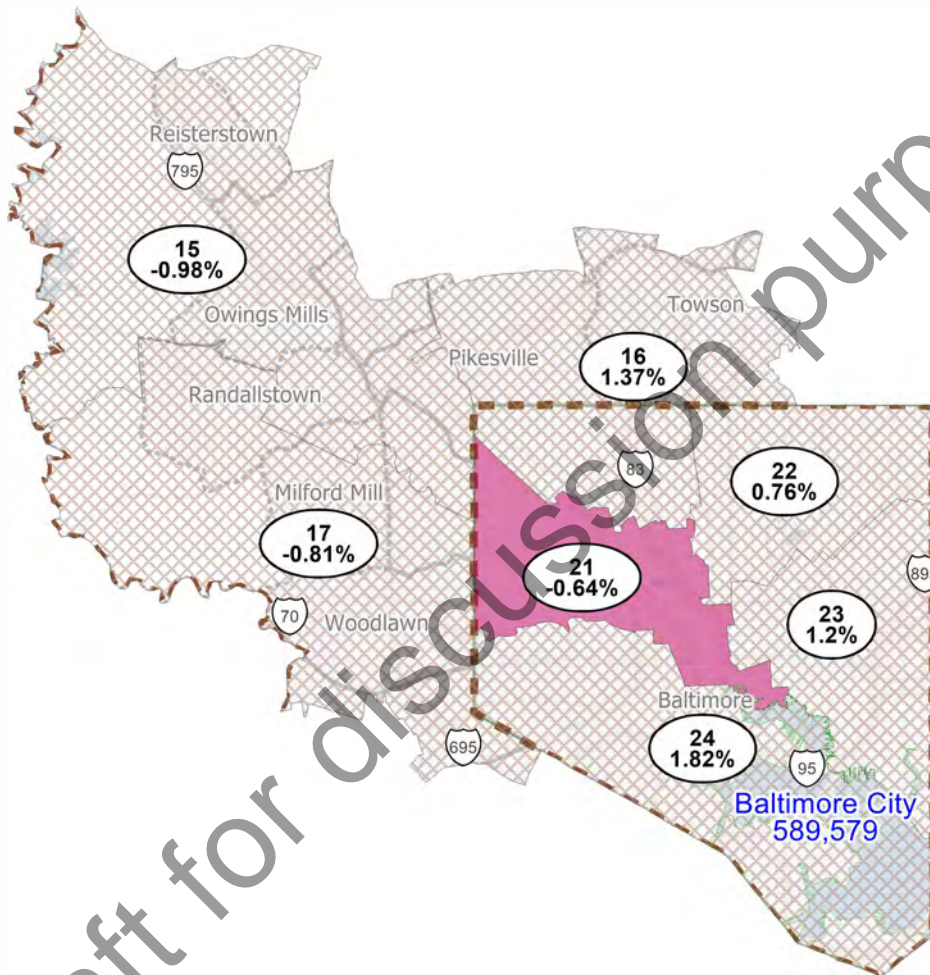 Reisterstown
795
15
-0.98%
Owings Mills
Towson
Pikesville
16
1.37%
Randallstown
83
22
0.76%
Milford Mill
17
-0.81%
21
-0.64%
89
70
Woodlawn
23
1.2%
Baltimore
24
1.82%
695
95
Baltimore City
589,579
ft for discussion purp